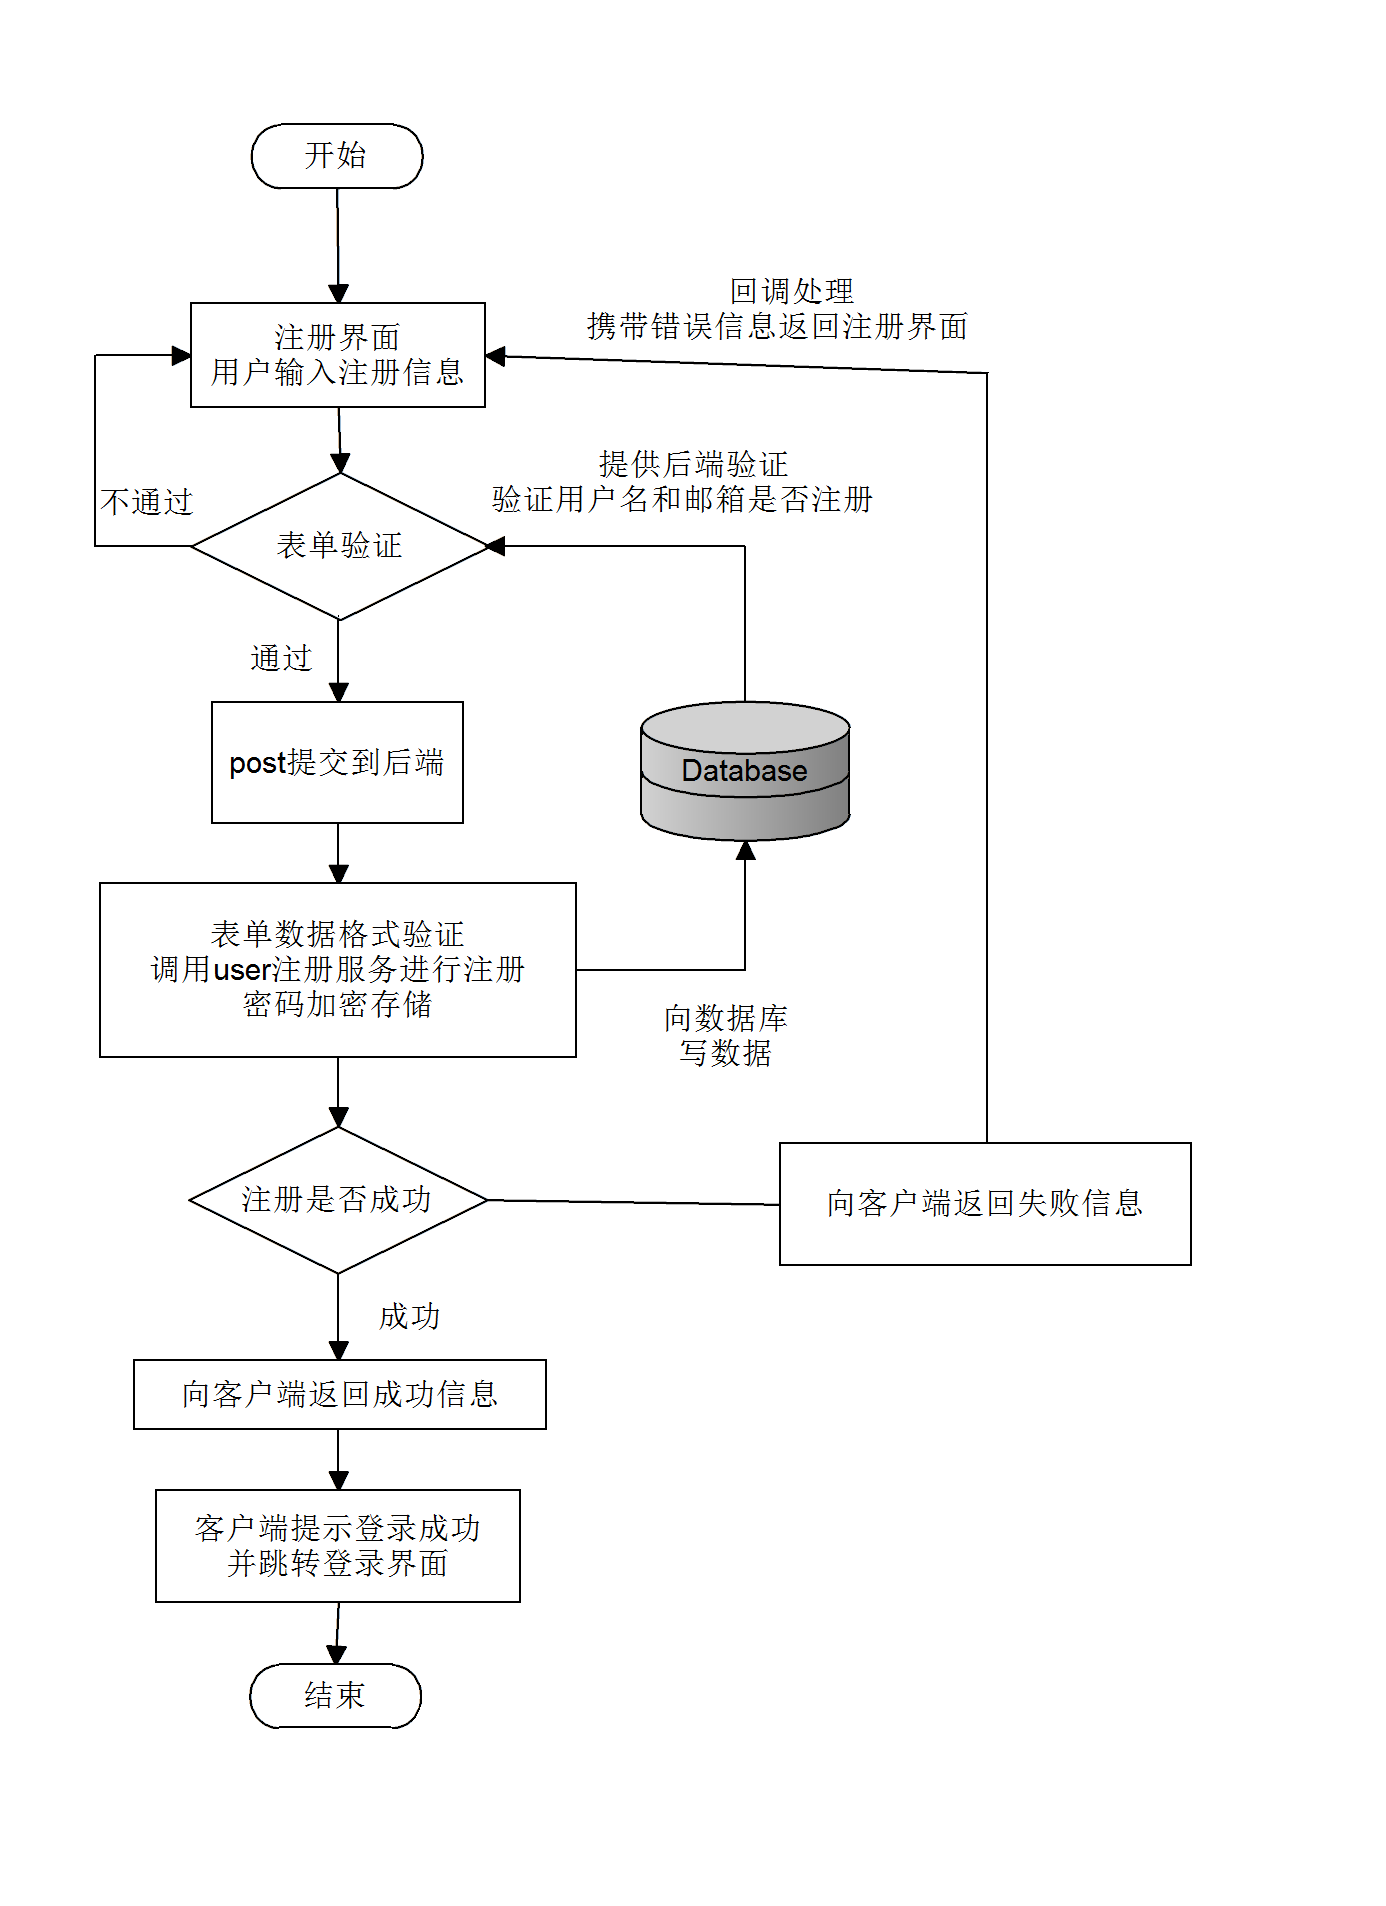 开始
回调处理
携带错误信息返回注册界面
注册界面
用户输入注册信息
提供后端验证
验证用户名和邮箱是否注册
不通过
表单验证
通过
post提交到后端
Database
表单数据格式验证
调用user注册服务进行注册
密码加密存储
向数据库
写数据
注册是否成功
向客户端返回失败信息
成功
向客户端返回成功信息
客户端提示登录成功
并跳转登录界面
结束